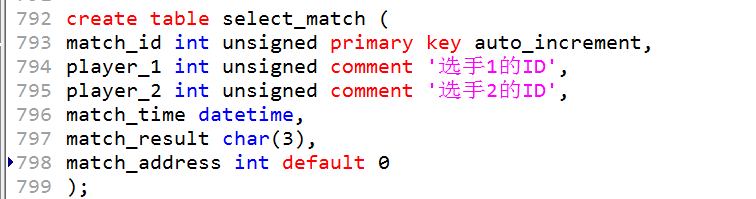 792 create table select_match (
793 match_id int unsigned primary key auto_increment,
794 player_1 int unsigned comment '选手1的ID',
795 player_2 int unsigned comment '选手2的ID',
796 match_time datetime,
797 match_result char(3),
798 match_address int default 0
799 );